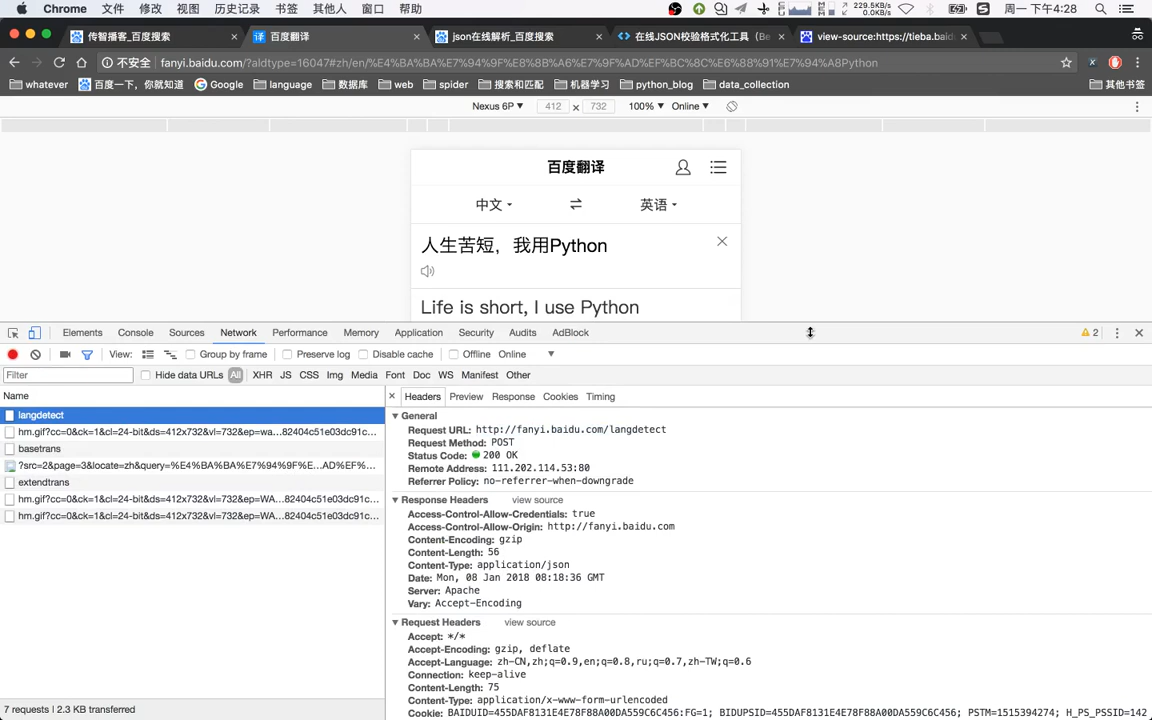 Chrome 文件 修改 视图 历史记录 书签 其他人 窗口 帮助 229.5KB/s 0.0KB/s 周一 下午4:28
传智播客_百度搜索 百度翻译 json在线解析_百度搜索 在线JSON校验格式化工具（Be view-source:https://tieba.baid
不安全 fanyi.baidu.com/?aldtype=16047#zh/en/%E4%BA%BA%E7%94%9F%E8%8B%A6%E7%9F%AD%EF%BC%8C%E6%88%91%E7%94%A8Python
whatever 百度一下，你就知道 Google language 数据库 web spider 搜索和匹配 机器学习 python_blog data_collection 其他书签
Nexus 6P 412 × 732 100% Online
百度翻译
中文 英语
人生苦短，我用Python
Life is short, I use Python
Elements Console Sources Network Performance Memory Application Security Audits AdBlock 2
View: Group by frame Preserve log Disable cache Offline Online
Filter Hide data URLs All XHR JS CSS Img Media Font Doc WS Manifest Other
Name
langdetect
hm.gif?cc=0&ck=1&cl=24-bit&ds=412x732&vl=732&ep=wa...82404c51e03dc91c...
basetrans
?src=2&page=3&locate=zh&query=%E4%BA%BA%E7%94%9F%E...AD%EF%...
extendtrans
hm.gif?cc=0&ck=1&cl=24-bit&ds=412x732&vl=732&ep=WA...82404c51e03dc91c...
hm.gif?cc=0&ck=1&cl=24-bit&ds=412x732&vl=732&ep=WA...82404c51e03dc91c...
7 requests | 2.3 KB transferred
Headers Preview Response Cookies Timing
General
Request URL: http://fanyi.baidu.com/langdetect
Request Method: POST
Status Code: 200 OK
Remote Address: 111.202.114.53:80
Referrer Policy: no-referrer-when-downgrade
Response Headers view source
Access-Control-Allow-Credentials: true
Access-Control-Allow-Origin: http://fanyi.baidu.com
Content-Encoding: gzip
Content-Length: 56
Content-Type: application/json
Date: Mon, 08 Jan 2018 08:18:36 GMT
Server: Apache
Vary: Accept-Encoding
Request Headers view source
Accept: */*
Accept-Encoding: gzip, deflate
Accept-Language: zh-CN,zh;q=0.9,en;q=0.8,ru;q=0.7,zh-TW;q=0.6
Connection: keep-alive
Content-Length: 75
Content-Type: application/x-www-form-urlencoded
Cookie: BAIDUID=455DAF8131E4E78F88A00DA559C6C456:FG=1; BIDUPSID=455DAF8131E4E78F88A00DA559C6C456; PSTM=1515394274; H_PS_PSSID=142